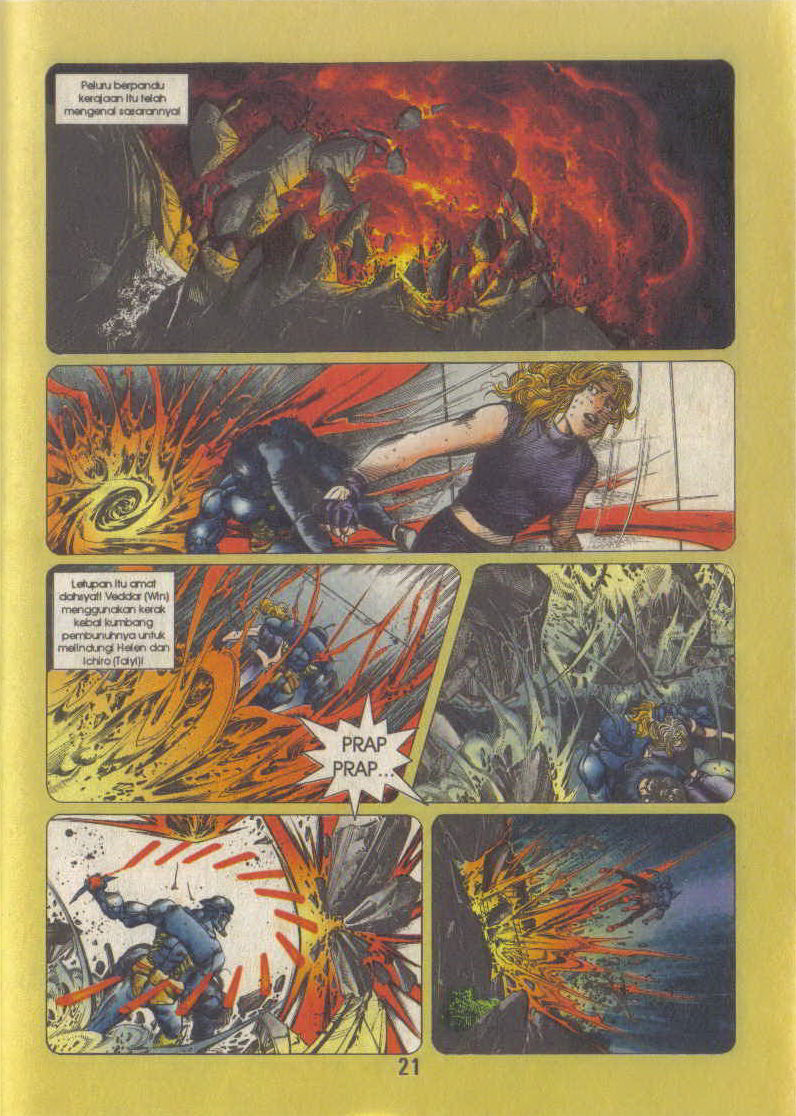 Peluru berpandu
kerajaan itu telah
mengenal sasarannya!
Letupan itu amat
dahsyat! Veddar (Win)
menggunakan kerak
kebal kumbang
pembunuhnya untuk
melindungi Helen dan
Ichiro (Taiyi)!
PRAP
PRAP...
21